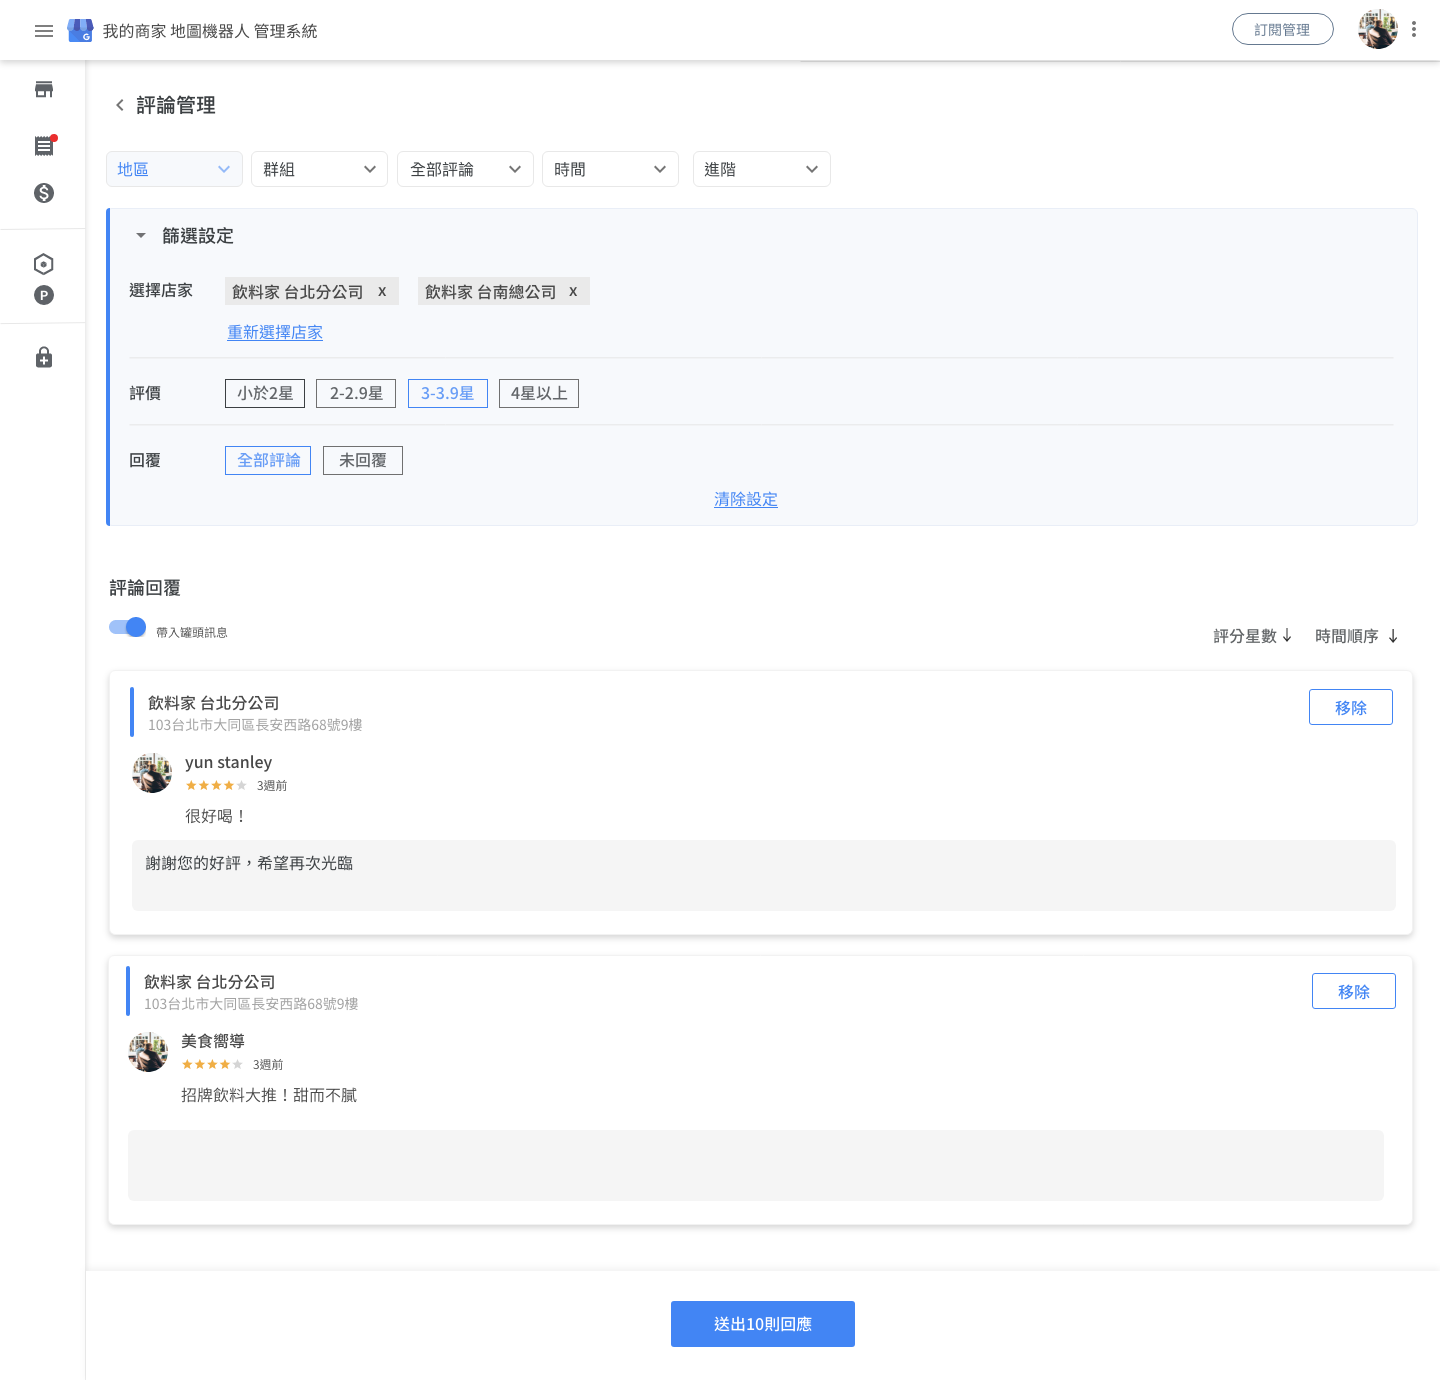 我的商家 地圖機器人 管理系統
訂閱管理
評論管理
地區
群組
全部評論
時間
進階
篩選設定
選擇店家
飲料家 台北分公司 x
飲料家 台南總公司 x
重新選擇店家
評價
小於2星
2-2.9星
3-3.9星
4星以上
回覆
全部評論
未回覆
清除設定
評論回覆
帶入罐頭訊息
評分星數
時間順序
飲料家 台北分公司
103台北市大同區長安西路68號9樓
移除
yun stanley
3週前
很好喝！
謝謝您的好評，希望再次光臨
飲料家 台北分公司
103台北市大同區長安西路68號9樓
移除
美食嚮導
3週前
招牌飲料大推！甜而不膩
送出10則回應
G
P